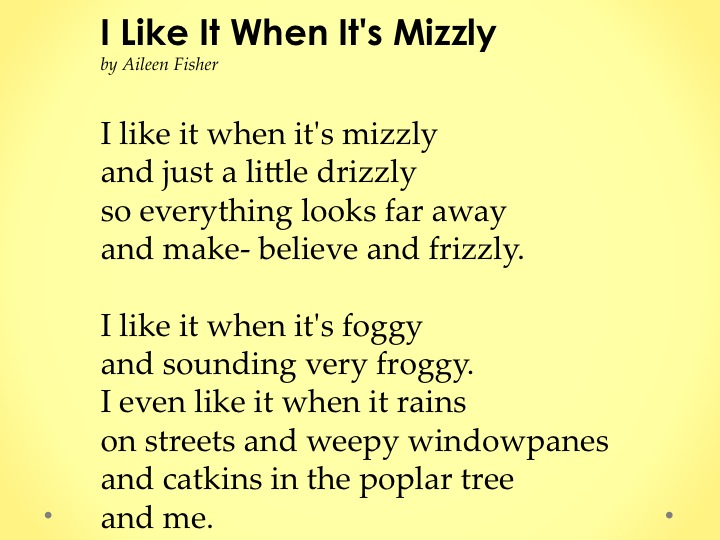 I Like It When It's Mizzly
by Aileen Fisher
I like it when it's mizzly
and just a little drizzly
so everything looks far away
and make- believe and frizzly.
I like it when it's foggy
and sounding very froggy.
I even like it when it rains
on streets and weepy windowpanes
and catkins in the poplar tree
and me.